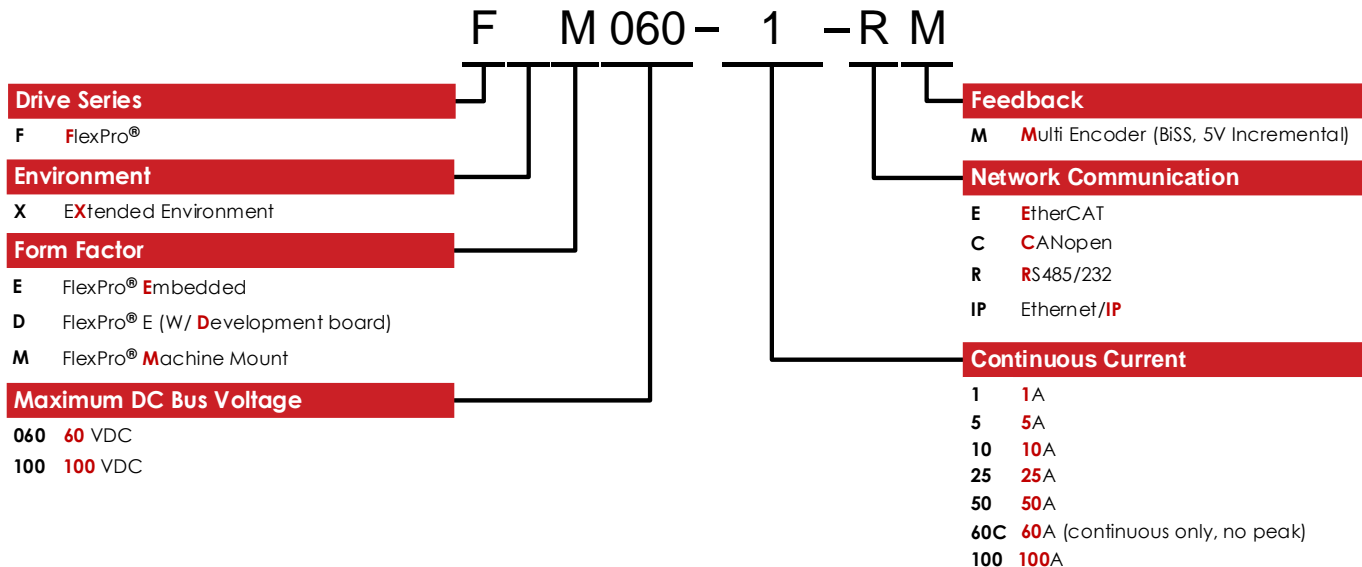 F M 060 – 1 – R M
Drive Series
F FlexPro®
Environment
X EXtended Environment
Form Factor
E FlexPro® Embedded
D FlexPro® E (W/ Development board)
M FlexPro® Machine Mount
Maximum DC Bus Voltage
060 60 VDC
100 100 VDC
Feedback
M Multi Encoder (BiSS, 5V Incremental)
Network Communication
E EtherCAT
C CANopen
R RS485/232
IP Ethernet/IP
Continuous Current
1 1A
5 5A
10 10A
25 25A
50 50A
60C 60A (continuous only, no peak)
100 100A